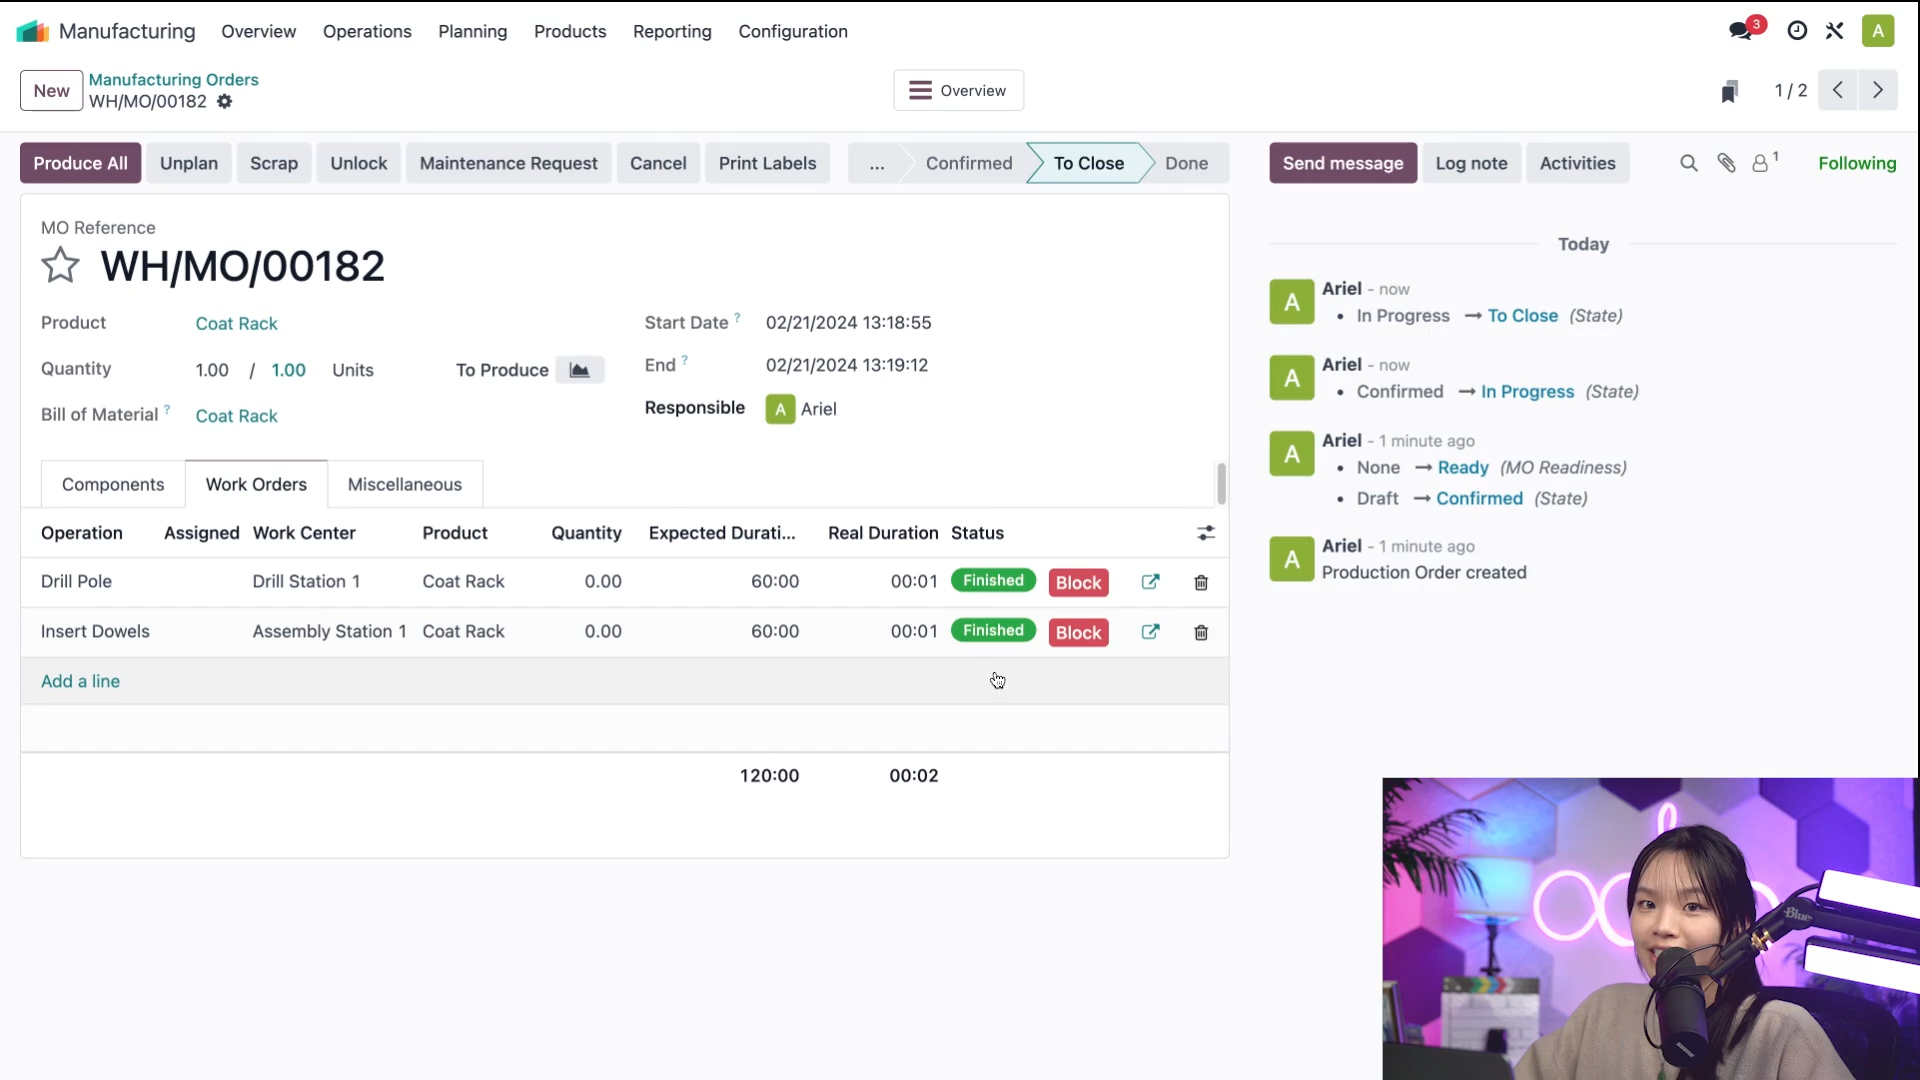 Manufacturing Overview Operations Planning Products Reporting Configuration 3 A
New Manufacturing Orders
WH/MO/00182
Overview 1 / 2
Produce All Unplan Scrap Unlock Maintenance Request Cancel Print Labels ... Confirmed To Close Done
Send message Log note Activities 1 Following
MO Reference
WH/MO/00182
Product Coat Rack
Quantity 1.00 / 1.00 Units To Produce
Bill of Material ? Coat Rack
Start Date ? 02/21/2024 13:18:55
End ? 02/21/2024 13:19:12
Responsible A Ariel
Components Work Orders Miscellaneous
Operation Assigned Work Center Product Quantity Expected Durati... Real Duration Status
Drill Pole Drill Station 1 Coat Rack 0.00 60:00 00:01 Finished Block
Insert Dowels Assembly Station 1 Coat Rack 0.00 60:00 00:01 Finished Block
Add a line
120:00 00:02
Today
A Ariel - now
• In Progress → To Close (State)
A Ariel - now
• Confirmed → In Progress (State)
A Ariel - 1 minute ago
• None → Ready (MO Readiness)
• Draft → Confirmed (State)
A Ariel - 1 minute ago
Production Order created
Blue